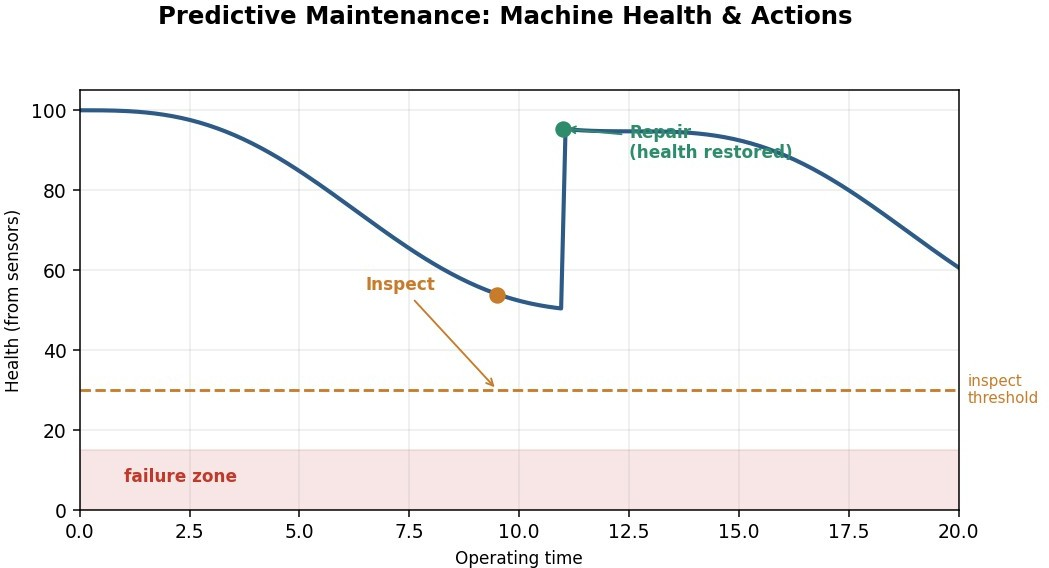 Predictive Maintenance: Machine Health & Actions
Health (from sensors)
100
80
60
40
20
0
Repair
(health restored)
Inspect
inspect
threshold
failure zone
0.0 2.5 5.0 7.5 10.0 12.5 15.0 17.5 20.0
Operating time